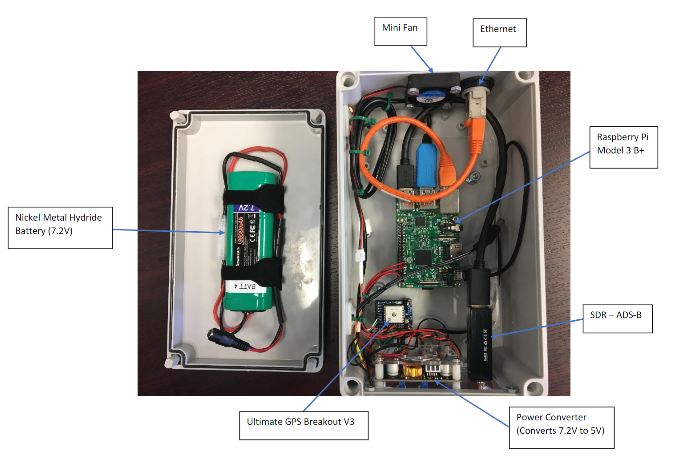 Mini Fan
Ethernet
Raspberry Pi
Model 3 B+
Nickel Metal Hydride
Battery (7.2V)
7.2V
BATT 4
SDR – ADS-B
Ultimate GPS Breakout V3
Power Converter
(Converts 7.2V to 5V)